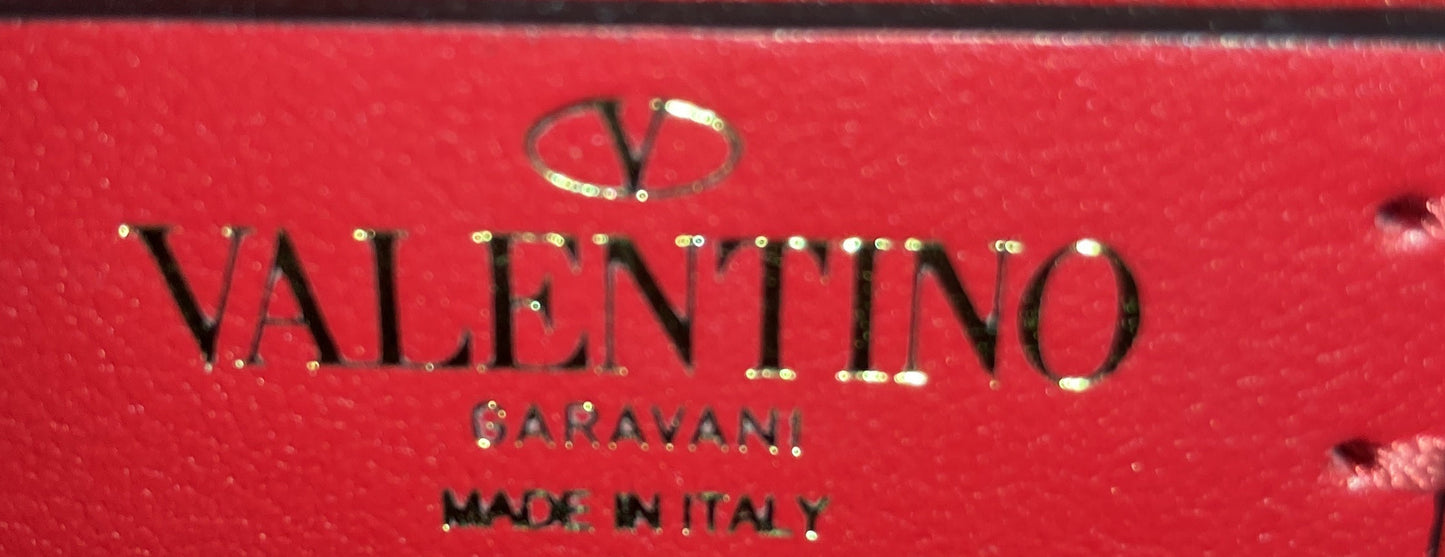 V
VALENTINO
GARAVANI
MADE IN ITALY